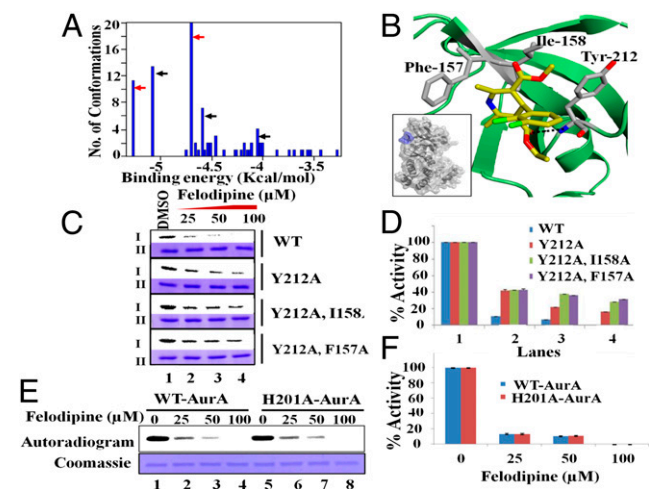 A
No. of Conformations
20
16
12
8
4
0
-5
-4.5
-4
-3.5
Binding energy (Kcal/mol)
B
Ile-158
Tyr-212
Phe-157
C
Felodipine (µM)
DMSO
25 50 100
I
II
WT
I
II
Y212A
I
II
Y212A, I158.
I
II
Y212A, F157A
1 2 3 4
D
WT
Y212A
Y212A, I158A
Y212A, F157A
% Activity
100
80
60
40
20
0
1 2 3 4
Lanes
E
WT-AurA H201A-AurA
Felodipine (µM) 0 25 50 100 0 25 50 100
Autoradiogram
Coomassie
1 2 3 4 5 6 7 8
F
WT-AurA
H201A-AurA
% Activity
100
80
60
40
20
0
0 25 50 100
Felodipine (µM)